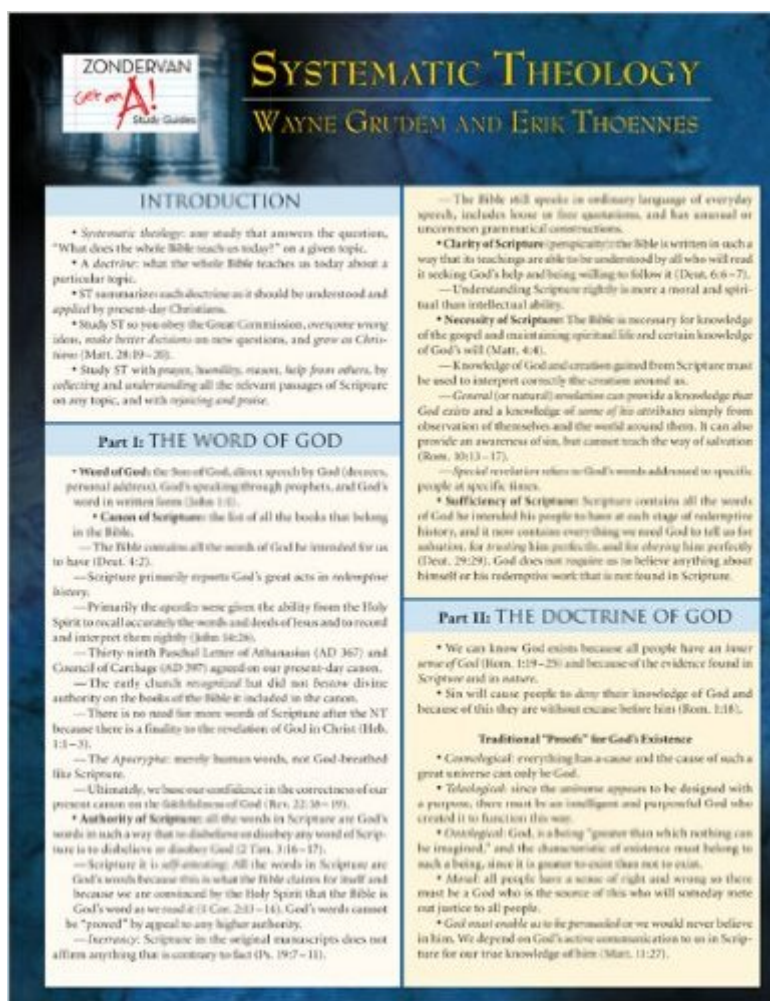 ZONDERVAN
Get an A!
Study Guides
SYSTEMATIC THEOLOGY
WAYNE GRUDEM AND ERIK THOENNES
INTRODUCTION
• Systematic theology: any study that answers the question,
"What does the whole Bible teach us today?" on a given topic.
• A doctrine: what the whole Bible teaches us today about a
particular topic.
• ST summarizes each doctrine as it should be understood and
applied by present-day Christians.
• Study ST so you obey the Great Commission, overcome wrong
ideas, make better decisions on new questions, and grow as Chris-
tians (Matt. 28:19–20).
• Study ST with prayer, humility, reason, help from others, by
collecting and understanding all the relevant passages of Scripture
on any topic, and with rejoicing and praise.
Part I: THE WORD OF GOD
• Word of God: the Son of God, direct speech by God (decrees,
personal address), God's speaking through prophets, and God's
word in written form (John 1:1).
• Canon of Scripture: the list of all the books that belong
in the Bible.
—The Bible contains all the words of God he intended for us
to have (Deut. 4:2).
—Scripture primarily reports God's great acts in redemptive
history.
—Primarily the apostles were given the ability from the Holy
Spirit to recall accurately the words and deeds of Jesus and to record
and interpret them rightly (John 14:26).
—Thirty-ninth Paschal Letter of Athanasius (AD 367) and
Council of Carthage (AD 397) agreed on our present-day canon.
—The early church recognized but did not bestow divine
authority on the books of the Bible it included in the canon.
—There is no need for more words of Scripture after the NT
because there is a finality to the revelation of God in Christ (Heb.
1:1–3).
—The Apocrypha: merely human words, not God-breathed
like Scripture.
—Ultimately, we base our confidence in the correctness of our
present canon on the faithfulness of God (Rev. 22:18–19).
• Authority of Scripture: all the words in Scripture are God's
words in such a way that to disbelieve or disobey any word of Scrip-
ture is to disbelieve or disobey God (2 Tim. 3:16–17).
—Scripture it is self-attesting: All the words in Scripture are
God's words because this is what the Bible claims for itself and
because we are convinced by the Holy Spirit that the Bible is
God's word as we read it (1 Cor. 2:13–14). God's words cannot
be "proved" by appeal to any higher authority.
—Inerrancy: Scripture in the original manuscripts does not
affirm anything that is contrary to fact (Ps. 19:7–11).
—The Bible still speaks in ordinary language of everyday
speech, includes loose or free quotations, and has unusual or
uncommon grammatical constructions.
• Clarity of Scripture (perspicuity): the Bible is written in such a
way that its teachings are able to be understood by all who will read
it seeking God's help and being willing to follow it (Deut. 6:6–7).
—Understanding Scripture rightly is more a moral and spiri-
tual than intellectual ability.
• Necessity of Scripture: The Bible is necessary for knowledge
of the gospel and maintaining spiritual life and certain knowledge
of God's will (Matt. 4:4).
—Knowledge of God and creation gained from Scripture must
be used to interpret correctly the creation around us.
—General (or natural) revelation can provide a knowledge that
God exists and a knowledge of some of his attributes simply from
observation of themselves and the world around them. It can also
provide an awareness of sin, but cannot teach the way of salvation
(Rom. 10:13–17).
—Special revelation refers to God's words addressed to specific
people at specific times.
• Sufficiency of Scripture: Scripture contains all the words
of God he intended his people to have at each stage of redemptive
history, and it now contains everything we need God to tell us for
salvation, for trusting him perfectly, and for obeying him perfectly
(Deut. 29:29). God does not require us to believe anything about
himself or his redemptive work that is not found in Scripture.
Part II: THE DOCTRINE OF GOD
• We can know God exists because all people have an inner
sense of God (Rom. 1:19–25) and because of the evidence found in
Scripture and in nature.
• Sin will cause people to deny their knowledge of God and
because of this they are without excuse before him (Rom. 1:18).
Traditional "Proofs" for God's Existence
• Cosmological: everything has a cause and the cause of such a
great universe can only be God.
• Teleological: since the universe appears to be designed with
a purpose, there must be an intelligent and purposeful God who
created it to function this way.
• Ontological: God, is a being "greater than which nothing can
be imagined," and the characteristic of existence must belong to
such a being, since it is greater to exist than not to exist.
• Moral: all people have a sense of right and wrong so there
must be a God who is the source of this who will someday mete
out justice to all people.
• God must enable us to be persuaded or we would never believe
in him. We depend on God's active communication to us in Scrip-
ture for our true knowledge of him (Matt. 11:27).